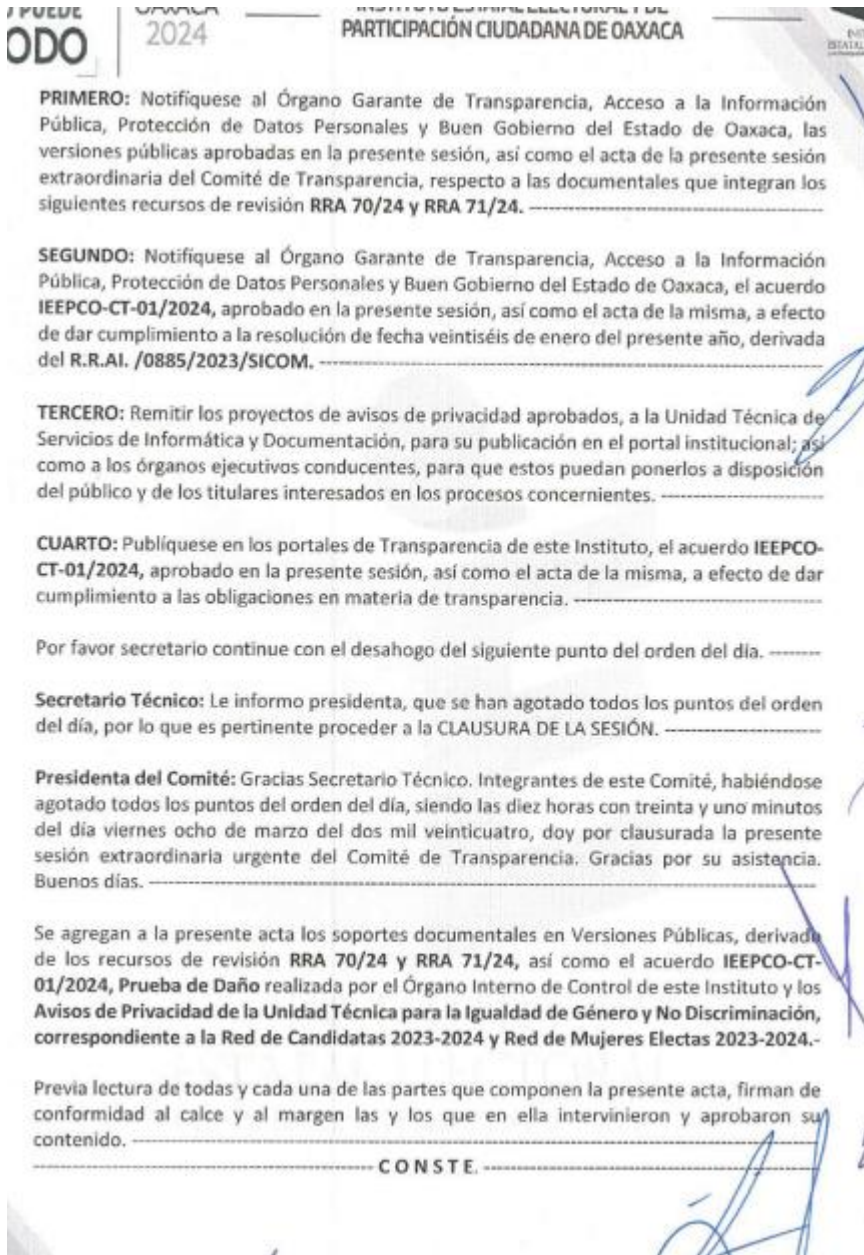 PUEDE
ODO
OAXACA
2024
INSTITUTO ESTATAL ELECTORAL Y DE
PARTICIPACIÓN CIUDADANA DE OAXACA
PRIMERO: Notifíquese al Órgano Garante de Transparencia, Acceso a la Información
Pública, Protección de Datos Personales y Buen Gobierno del Estado de Oaxaca, las
versiones públicas aprobadas en la presente sesión, así como el acta de la presente sesión
extraordinaria del Comité de Transparencia, respecto a las documentales que integran los
siguientes recursos de revisión RRA 70/24 y RRA 71/24. ----------
SEGUNDO: Notifíquese al Órgano Garante de Transparencia, Acceso a la Información
Pública, Protección de Datos Personales y Buen Gobierno del Estado de Oaxaca, el acuerdo
IEEPCO-CT-01/2024, aprobado en la presente sesión, así como el acta de la misma, a efecto
de dar cumplimiento a la resolución de fecha veintiséis de enero del presente año, derivada
del R.R.AI. /0885/2023/SICOM. ----------
TERCERO: Remitir los proyectos de avisos de privacidad aprobados, a la Unidad Técnica de
Servicios de Informática y Documentación, para su publicación en el portal institucional; así
como a los órganos ejecutivos conducentes, para que estos puedan ponerlos a disposición
del público y de los titulares interesados en los procesos concernientes. ----------
CUARTO: Publíquese en los portales de Transparencia de este Instituto, el acuerdo IEEPCO-
CT-01/2024, aprobado en la presente sesión, así como el acta de la misma, a efecto de dar
cumplimiento a las obligaciones en materia de transparencia. ----------
Por favor secretario continue con el desahogo del siguiente punto del orden del día. --------
Secretario Técnico: Le informo presidenta, que se han agotado todos los puntos del orden
del día, por lo que es pertinente proceder a la CLAUSURA DE LA SESIÓN. ----------
Presidenta del Comité: Gracias Secretario Técnico. Integrantes de este Comité, habiéndose
agotado todos los puntos del orden del día, siendo las diez horas con treinta y uno minutos
del día viernes ocho de marzo del dos mil veinticuatro, doy por clausurada la presente
sesión extraordinaria urgente del Comité de Transparencia. Gracias por su asistencia.
Buenos días. ----------
Se agregan a la presente acta los soportes documentales en Versiones Públicas, derivada
de los recursos de revisión RRA 70/24 y RRA 71/24, así como el acuerdo IEEPCO-CT-
01/2024, Prueba de Daño realizada por el Órgano Interno de Control de este Instituto y los
Avisos de Privacidad de la Unidad Técnica para la Igualdad de Género y No Discriminación,
correspondiente a la Red de Candidatas 2023-2024 y Red de Mujeres Electas 2023-2024.-
Previa lectura de todas y cada una de las partes que componen la presente acta, firman de
conformidad al calce y al margen las y los que en ella intervinieron y aprobaron su
contenido. ----------
---------- C O N S T E. ----------